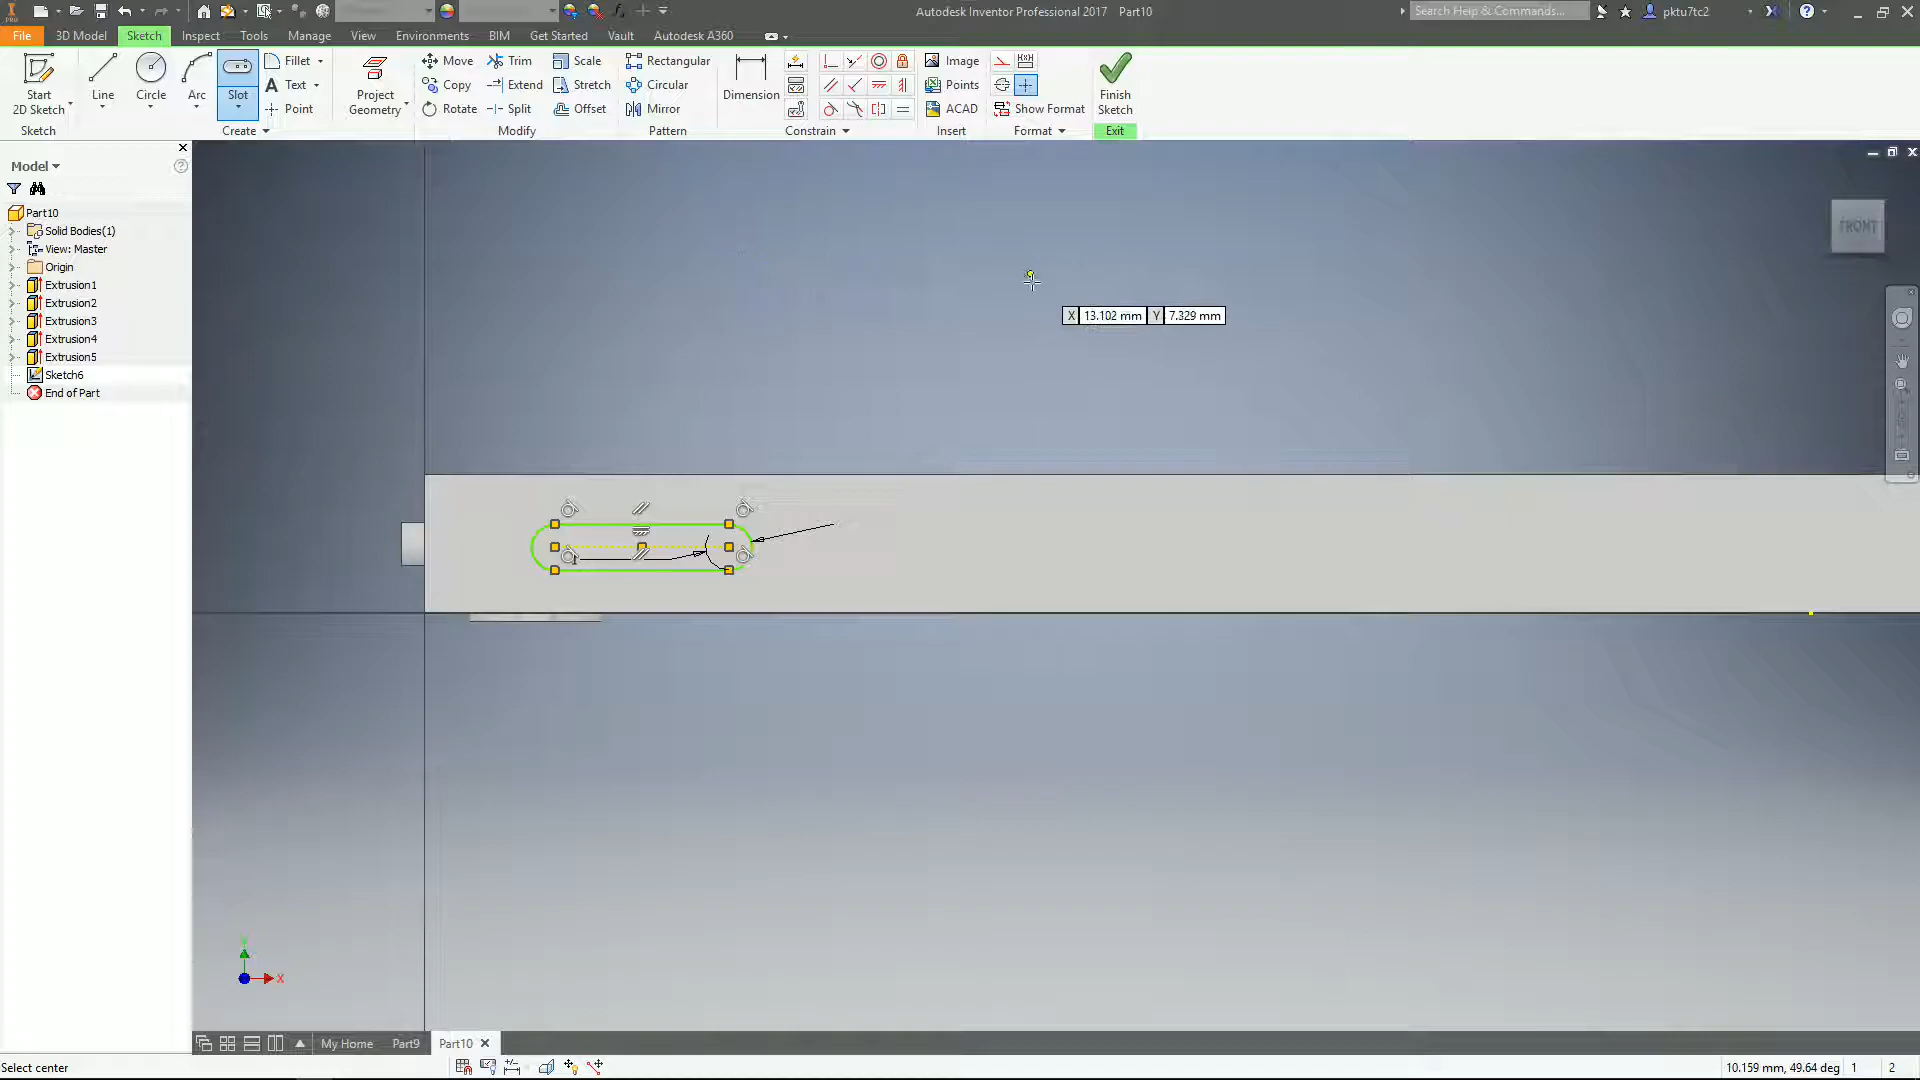 PRO Autodesk Inventor Professional 2017 Part10 Search Help & Commands... pktu7tc2
File 3D Model Sketch Inspect Tools Manage View Environments BIM Get Started Vault Autodesk A360
Start 2D Sketch Line Circle Arc Slot Fillet Text Point Project Geometry
Move Copy Rotate Trim Extend Split Scale Stretch Offset
Rectangular Circular Mirror Dimension Image Points ACAD Show Format Finish Sketch
Sketch Create Modify Pattern Constrain Insert Format Exit
Model
Part10
Solid Bodies(1)
View: Master
Origin
Extrusion1
Extrusion2
Extrusion3
Extrusion4
Extrusion5
Sketch6
End of Part
FRONT
X 13.102 mm Y 7.329 mm
1
Y
X
My Home Part9 Part10
Select center 10.159 mm, 49.64 deg 1 2